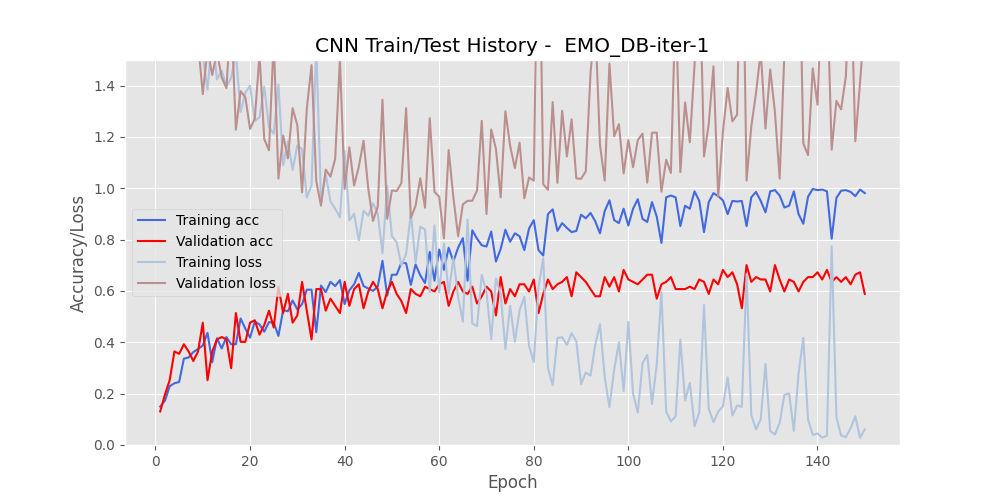 CNN Train/Test History -  EMO_DB-iter-1
Accuracy/Loss
1.4
1.2
1.0
0.8
0.6
0.4
0.2
0.0
Training acc
Validation acc
Training loss
Validation loss
0 20 40 60 80 100 120 140
Epoch